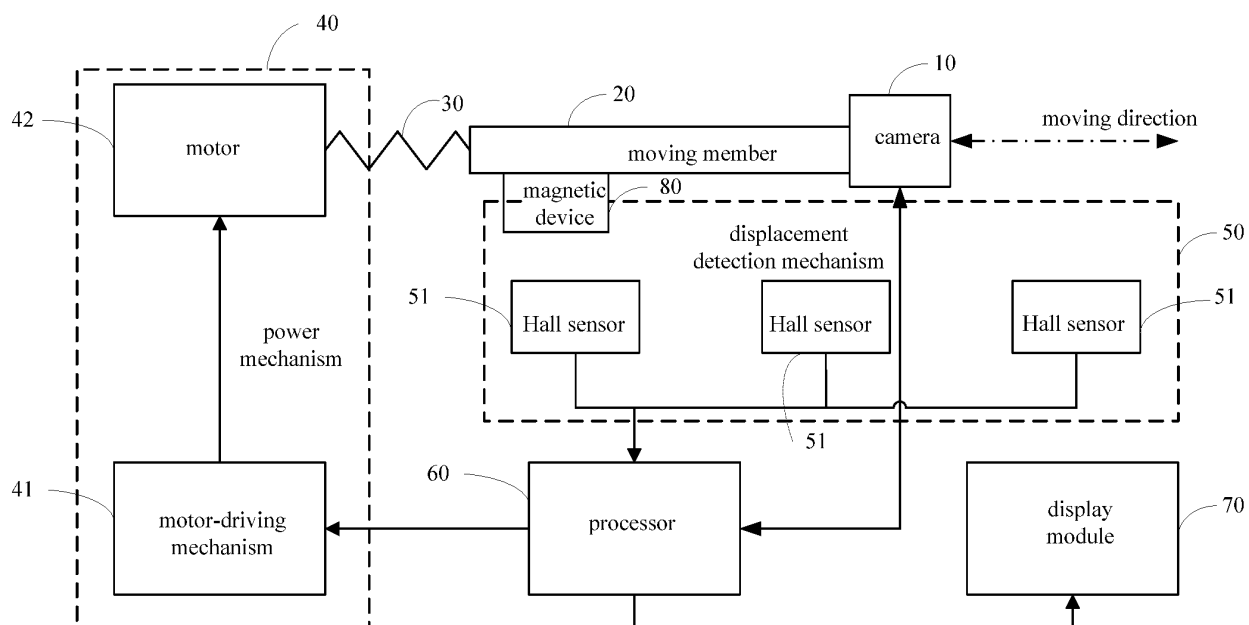 40
10
30
20
42
motor
camera
moving direction
moving member
magnetic
device
80
displacement
detection mechanism
50
51
Hall sensor
Hall sensor
51
Hall sensor
51
power
mechanism
41
motor-driving
mechanism
60
processor
display
module
70